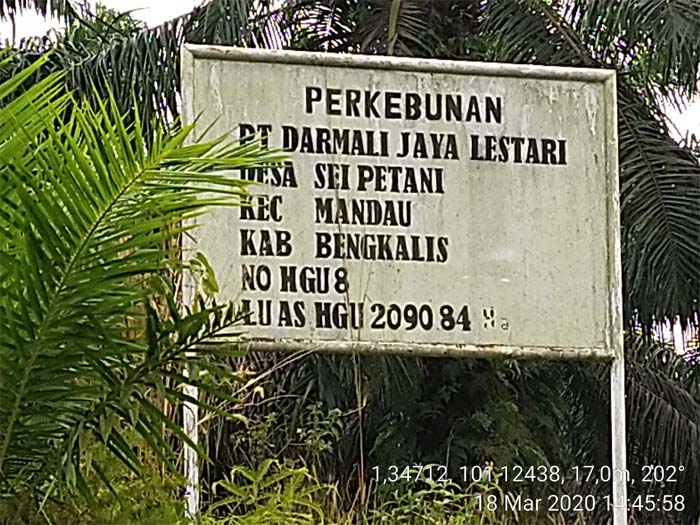 PERKEBUNAN
PT DARMALI JAYA LESTARI
DESA SEI PETANI
KEC MANDAU
KAB BENGKALIS
NO HGU 8
LUAS HGU 2090 84 Ha
1,34712, 101-12438, 17,0m, 202°
18 Mar 2020 14:45:58